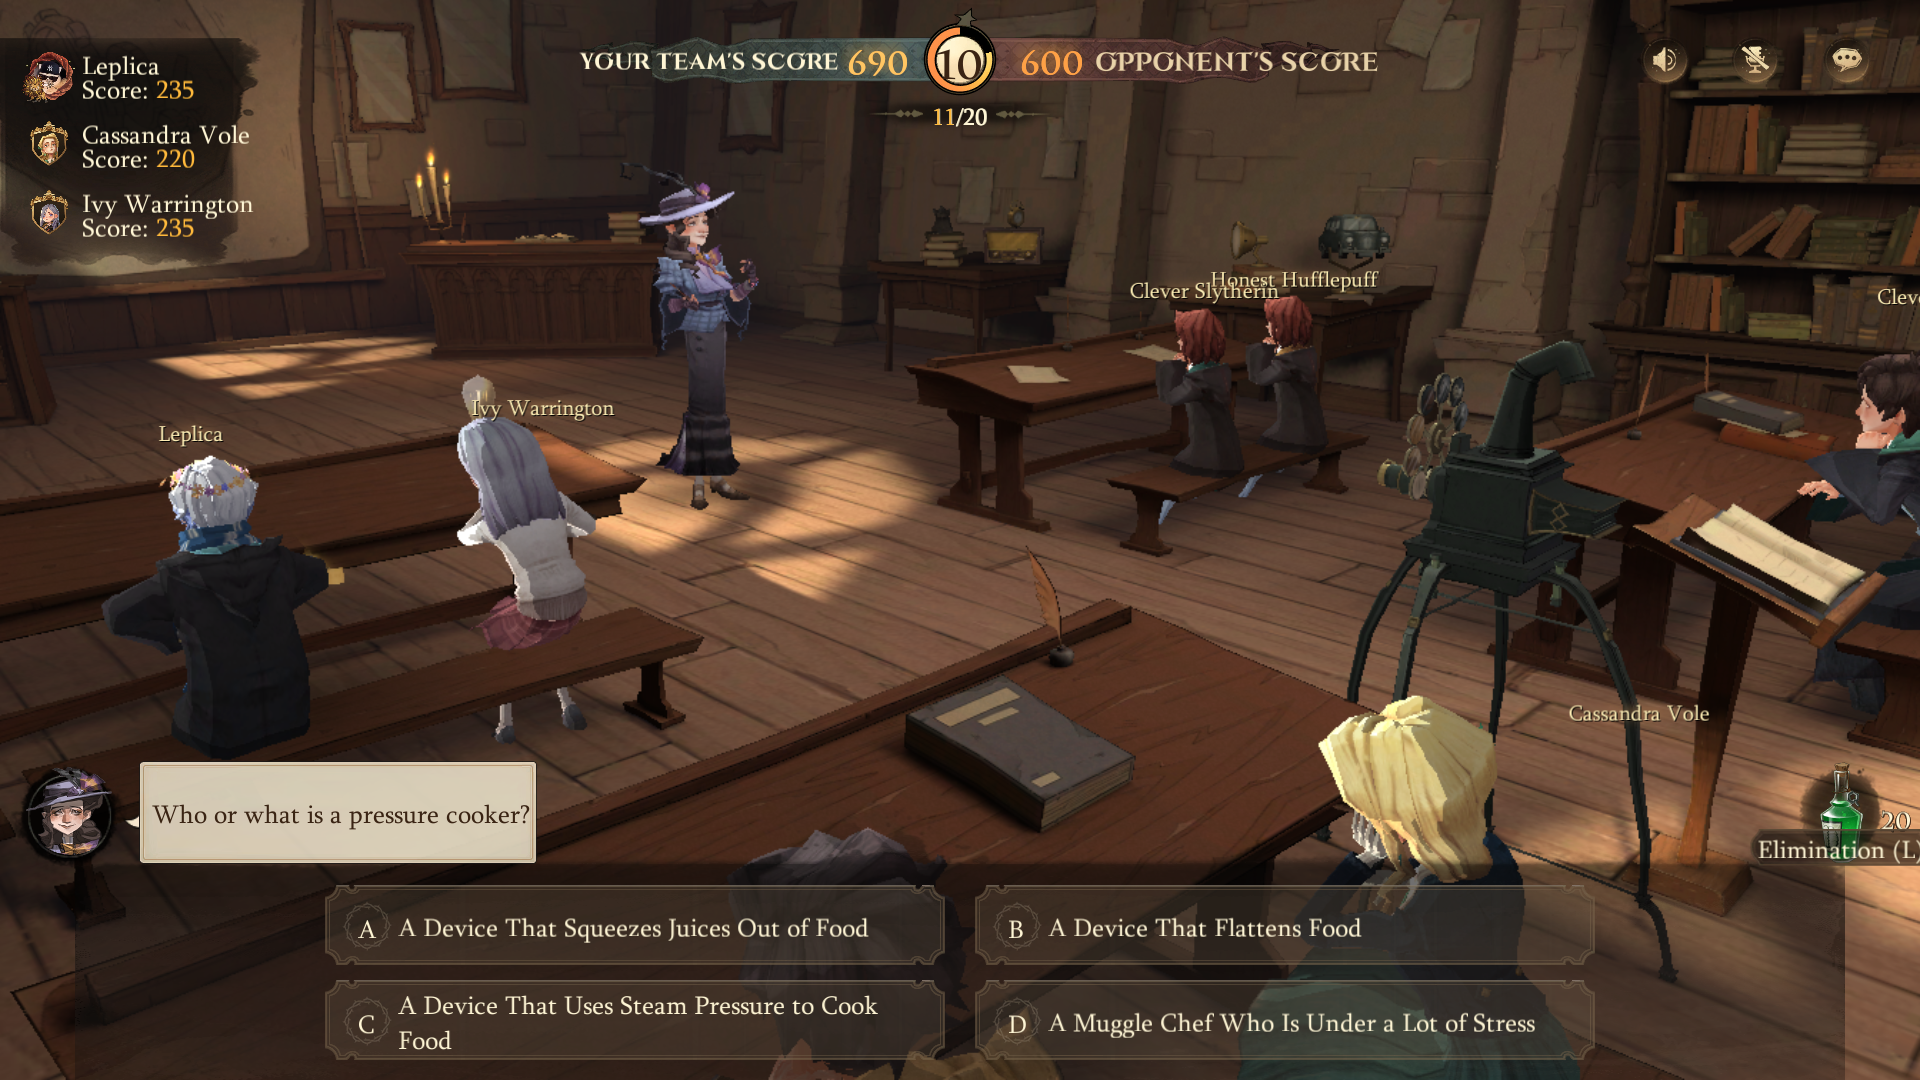 Leplica
Score: 235
Cassandra Vole
Score: 220
Ivy Warrington
Score: 235
YOUR TEAM'S SCORE 690 10 600 OPPONENT'S SCORE
11/20
Honest Hufflepuff
Clever Slytherin
Clev
Ivy Warrington
Leplica
Cassandra Vole
Who or what is a pressure cooker?
20
Elimination (L)
A A Device That Squeezes Juices Out of Food
B A Device That Flattens Food
C A Device That Uses Steam Pressure to Cook
Food
D A Muggle Chef Who Is Under a Lot of Stress